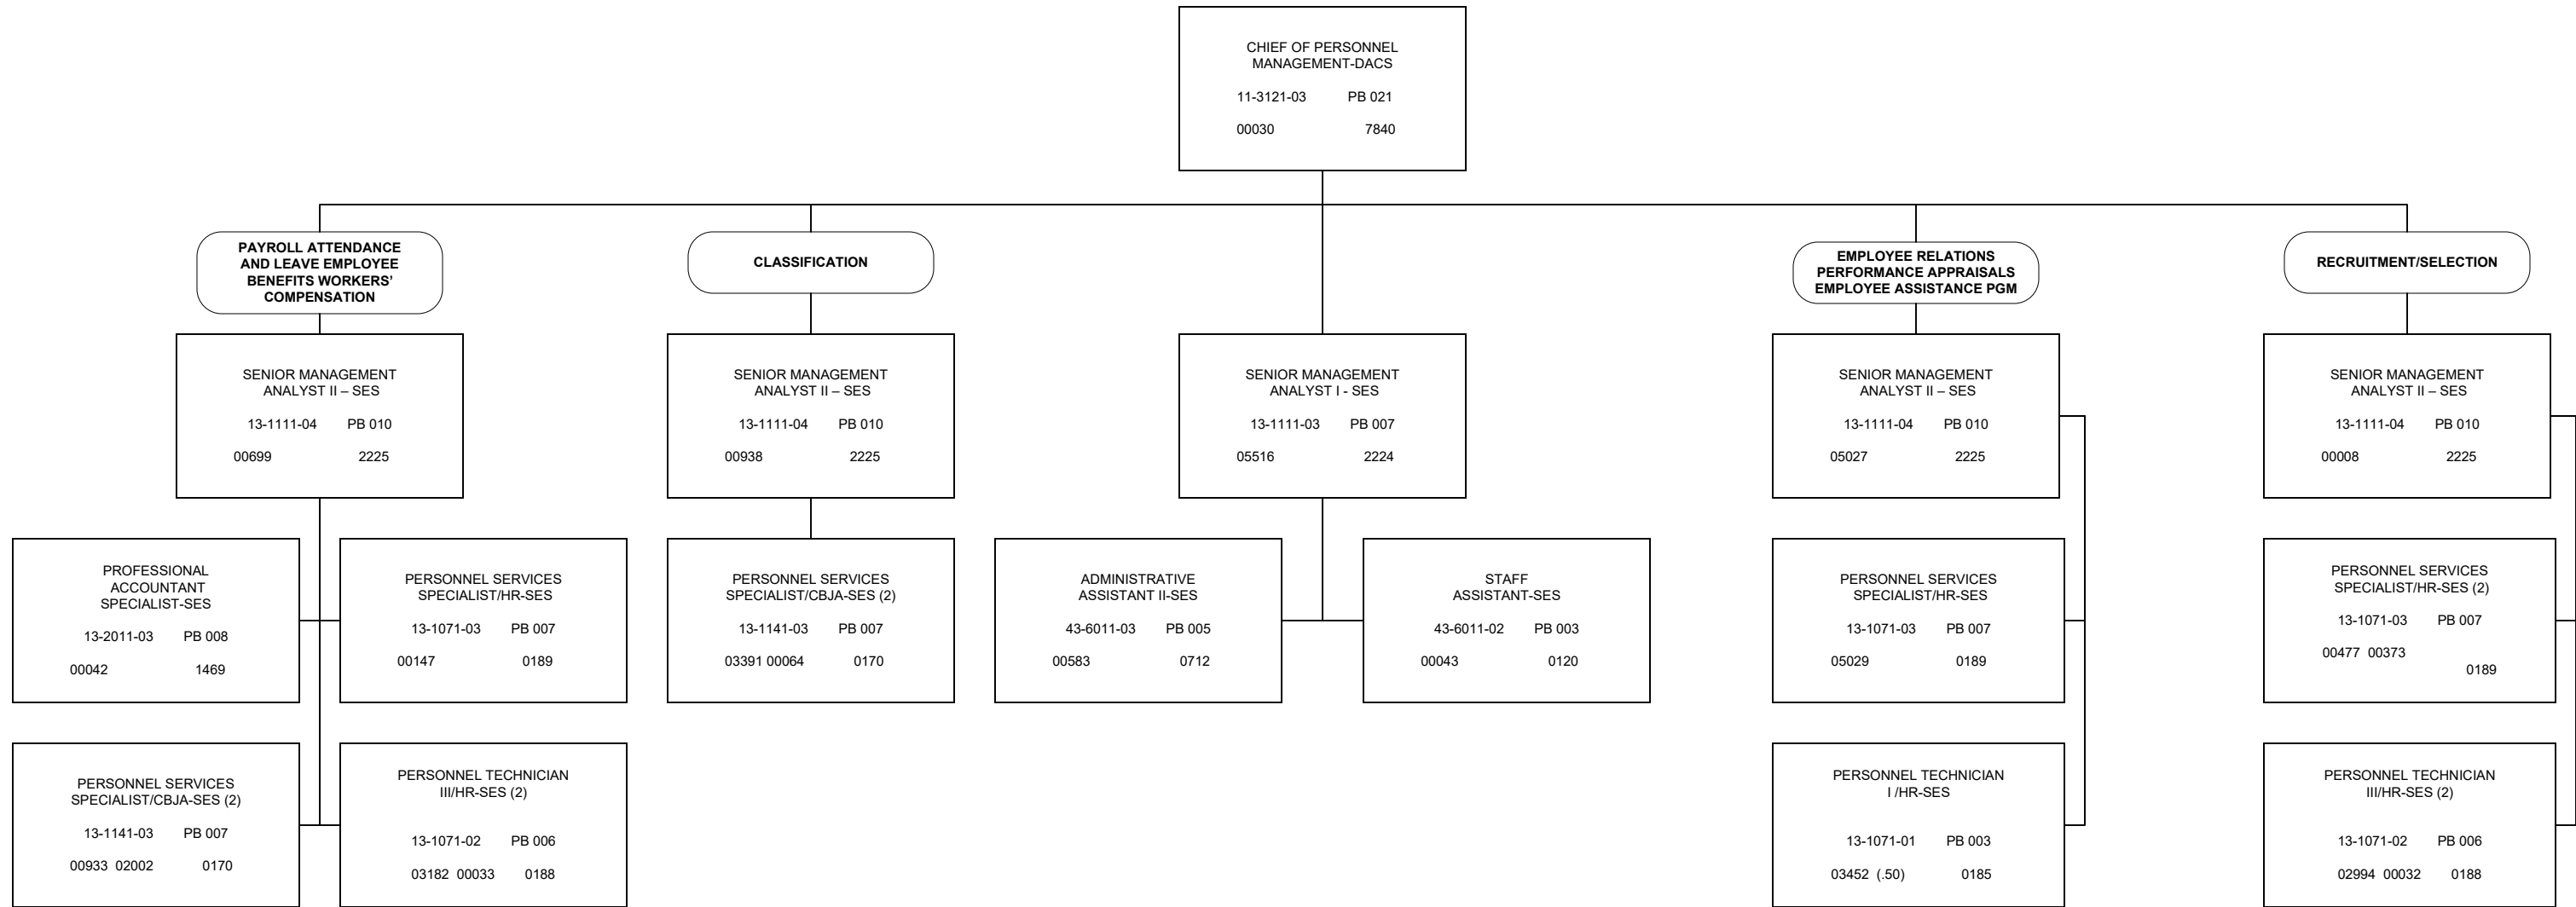 CHIEF OF PERSONNEL
MANAGEMENT-DACS
11-3121-03 PB 021
00030 7840
PAYROLL ATTENDANCE
AND LEAVE EMPLOYEE
BENEFITS WORKERS'
COMPENSATION
CLASSIFICATION
EMPLOYEE RELATIONS
PERFORMANCE APPRAISALS
EMPLOYEE ASSISTANCE PGM
RECRUITMENT/SELECTION
SENIOR MANAGEMENT
ANALYST II – SES
13-1111-04 PB 010
00699 2225
SENIOR MANAGEMENT
ANALYST II – SES
13-1111-04 PB 010
00938 2225
SENIOR MANAGEMENT
ANALYST I - SES
13-1111-03 PB 007
05516 2224
SENIOR MANAGEMENT
ANALYST II – SES
13-1111-04 PB 010
05027 2225
SENIOR MANAGEMENT
ANALYST II – SES
13-1111-04 PB 010
00008 2225
PROFESSIONAL
ACCOUNTANT
SPECIALIST-SES
13-2011-03 PB 008
00042 1469
PERSONNEL SERVICES
SPECIALIST/HR-SES
13-1071-03 PB 007
00147 0189
PERSONNEL SERVICES
SPECIALIST/CBJA-SES (2)
13-1141-03 PB 007
03391 00064 0170
ADMINISTRATIVE
ASSISTANT II-SES
43-6011-03 PB 005
00583 0712
STAFF
ASSISTANT-SES
43-6011-02 PB 003
00043 0120
PERSONNEL SERVICES
SPECIALIST/HR-SES
13-1071-03 PB 007
05029 0189
PERSONNEL SERVICES
SPECIALIST/HR-SES (2)
13-1071-03 PB 007
00477 00373
0189
PERSONNEL SERVICES
SPECIALIST/CBJA-SES (2)
13-1141-03 PB 007
00933 02002 0170
PERSONNEL TECHNICIAN
III/HR-SES (2)
13-1071-02 PB 006
03182 00033 0188
PERSONNEL TECHNICIAN
I /HR-SES
13-1071-01 PB 003
03452 (.50) 0185
PERSONNEL TECHNICIAN
III/HR-SES (2)
13-1071-02 PB 006
02994 00032 0188